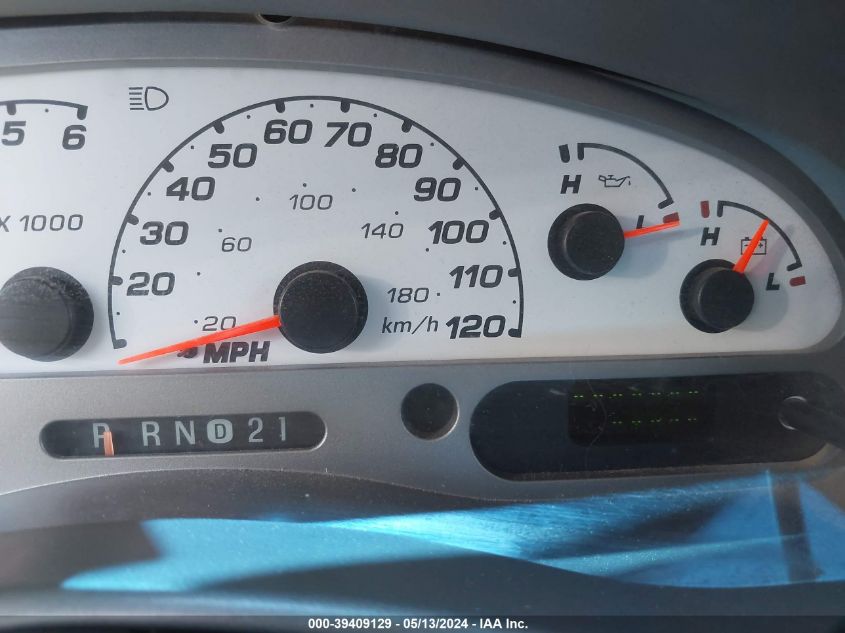 5 6
X 1000
20 30 40 50 60 70 80 90 100 110 120
20 60 100 140 180
km/h
MPH
H L
H L
P R N D 2 1
-- -- -- -- -- -- --
-- -- -- -- --
000-39409129 - 05/13/2024 - IAA Inc.